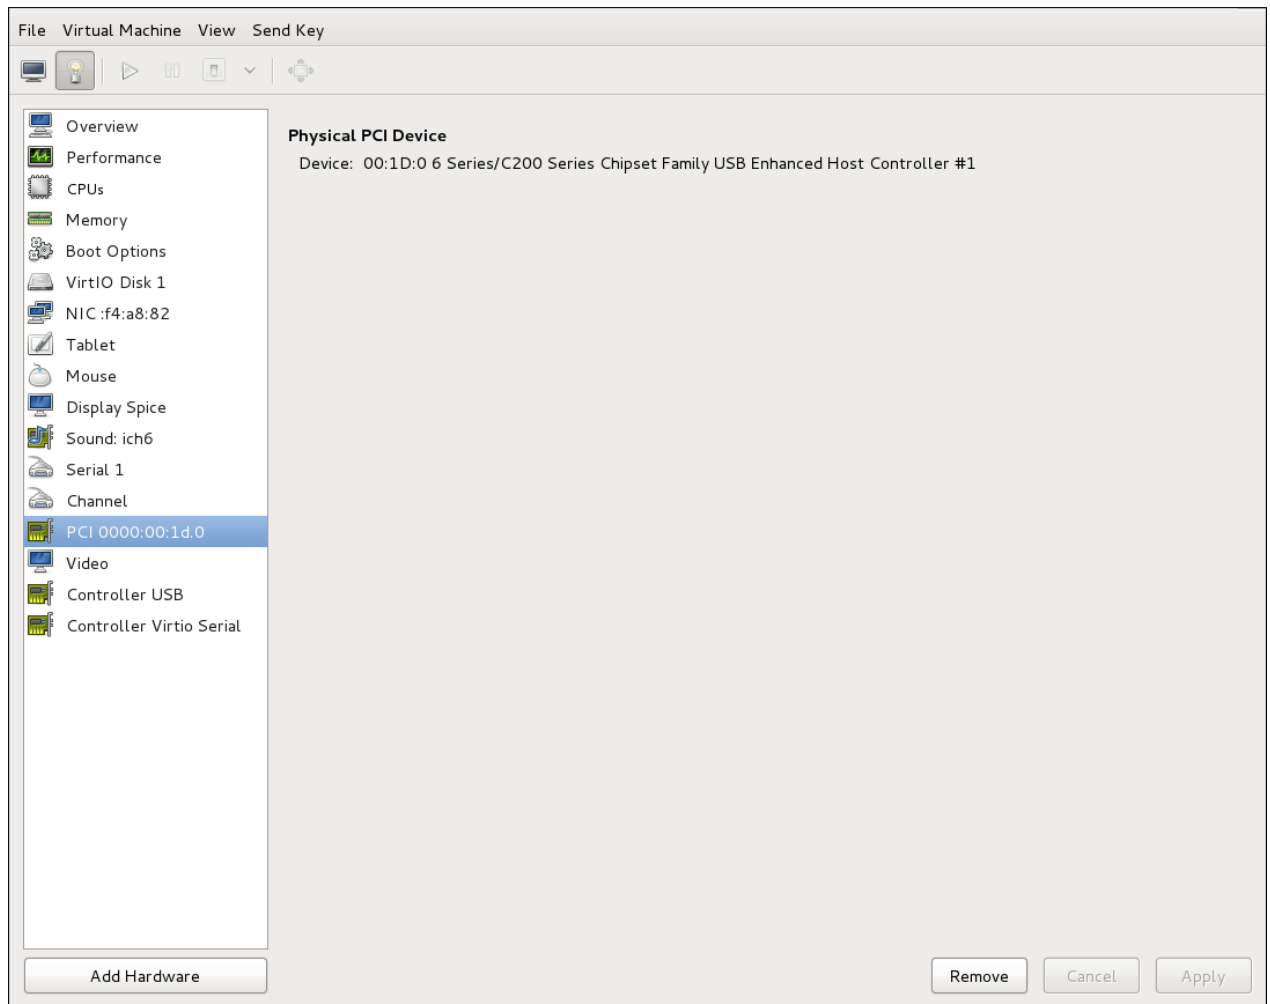 File Virtual Machine View Send Key
Overview
Performance
CPUs
Memory
Boot Options
VirtIO Disk 1
NIC :f4:a8:82
Tablet
Mouse
Display Spice
Sound: ich6
Serial 1
Channel
PCI 0000:00:1d.0
Video
Controller USB
Controller Virtio Serial
Add Hardware
Physical PCI Device
Device: 00:1D:0 6 Series/C200 Series Chipset Family USB Enhanced Host Controller #1
Remove Cancel Apply